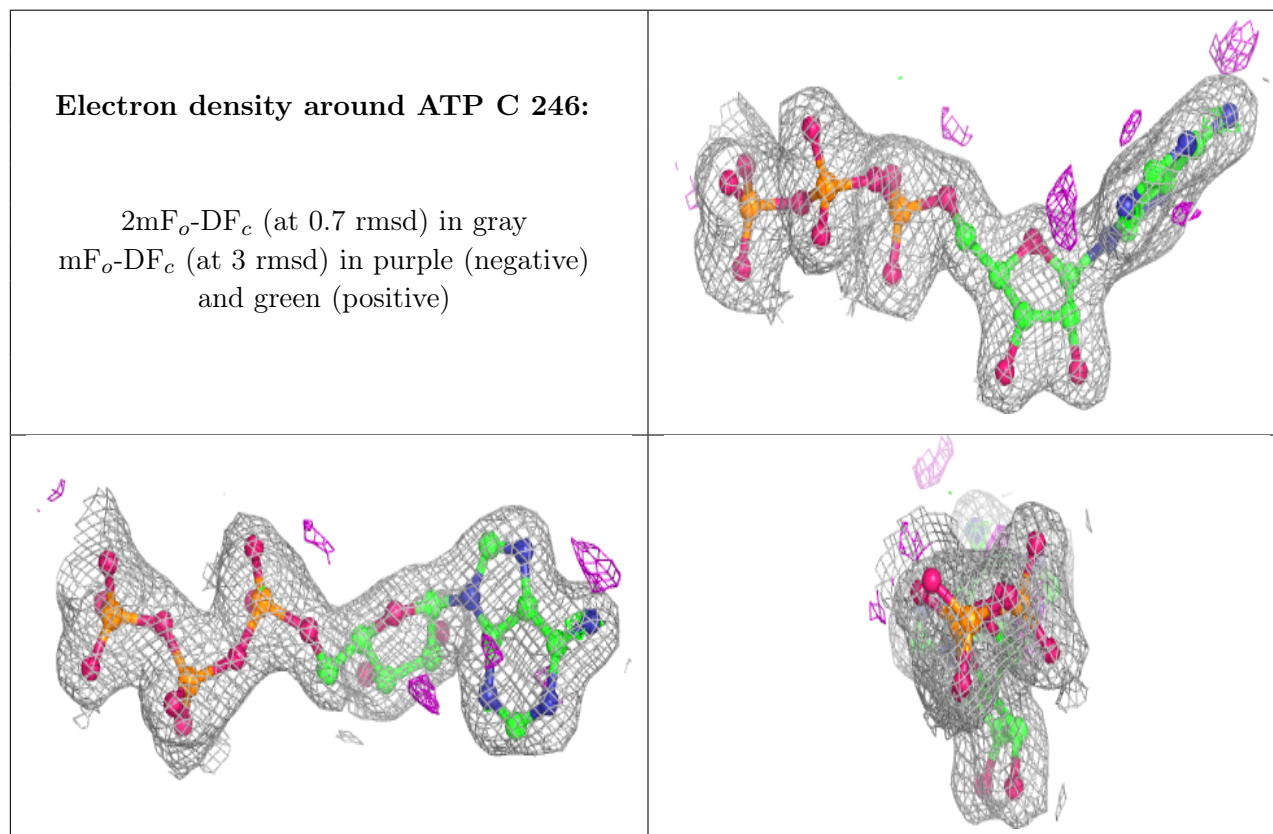 Electron density around ATP C 246:
2mFo-DFc (at 0.7 rmsd) in gray
mFo-DFc (at 3 rmsd) in purple (negative)
and green (positive)